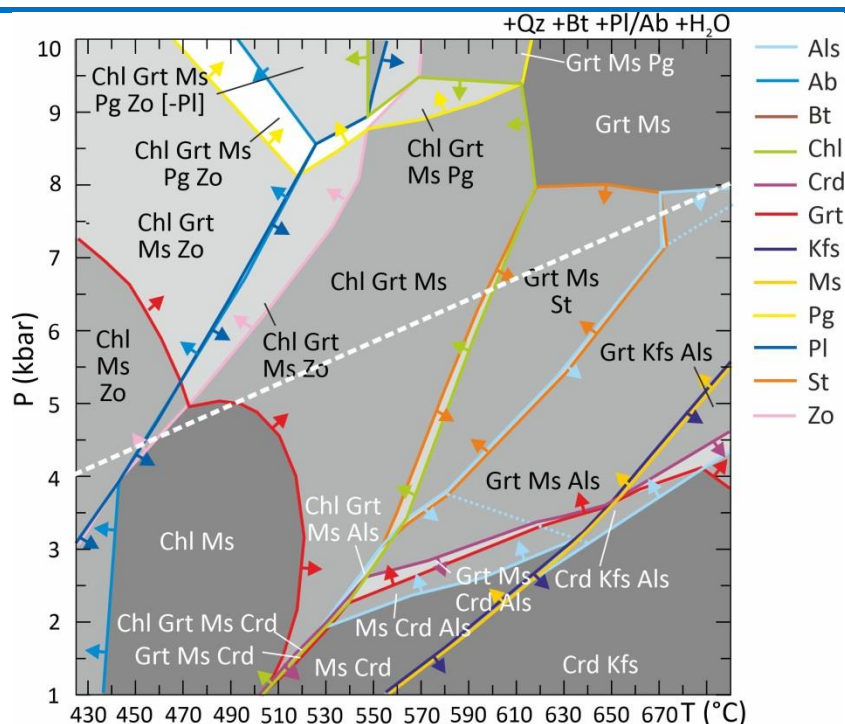 +Qz +Bt +Pl/Ab +H₂O
10
9
8
7
6
5
4
3
2
1
P (kbar)
430 450 470 490 510 530 550 570 590 610 630 650 670 T (°C)
Chl Grt Ms
Pg Zo [-Pl]
Chl Grt Ms
Pg Zo
Chl Grt
Ms Zo
Chl
Ms
Zo
Chl Grt
Ms Pg
Grt Ms Pg
Grt Ms
Chl Grt Ms
Chl Grt
Ms Zo
Grt Ms
St
Grt Kfs Als
Grt Ms Als
Chl Ms
Chl Grt
Ms Als
Grt Ms
Crd Als
Crd Kfs Als
Chl Grt Ms Crd
Grt Ms Crd
Ms Crd Als
Ms Crd
Crd Kfs
Als
Ab
Bt
Chl
Crd
Grt
Kfs
Ms
Pg
Pl
St
Zo